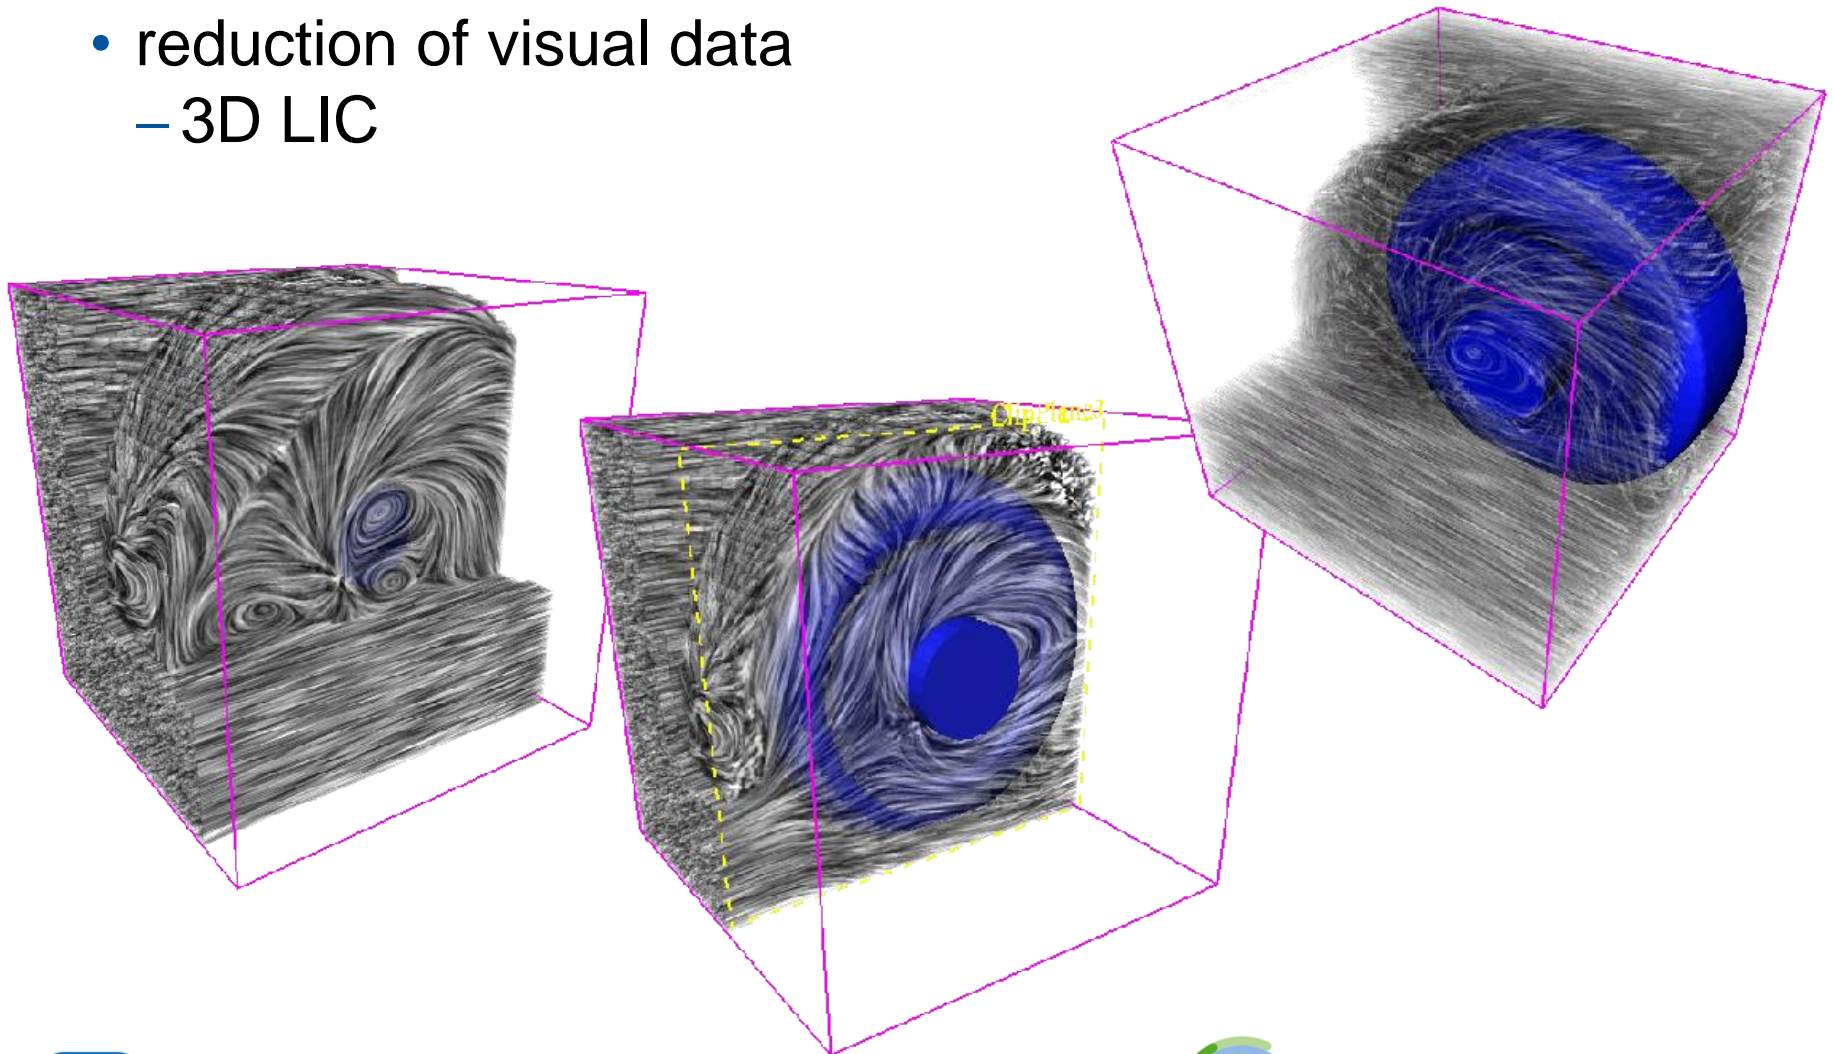 • reduction of visual data
– 3D LIC